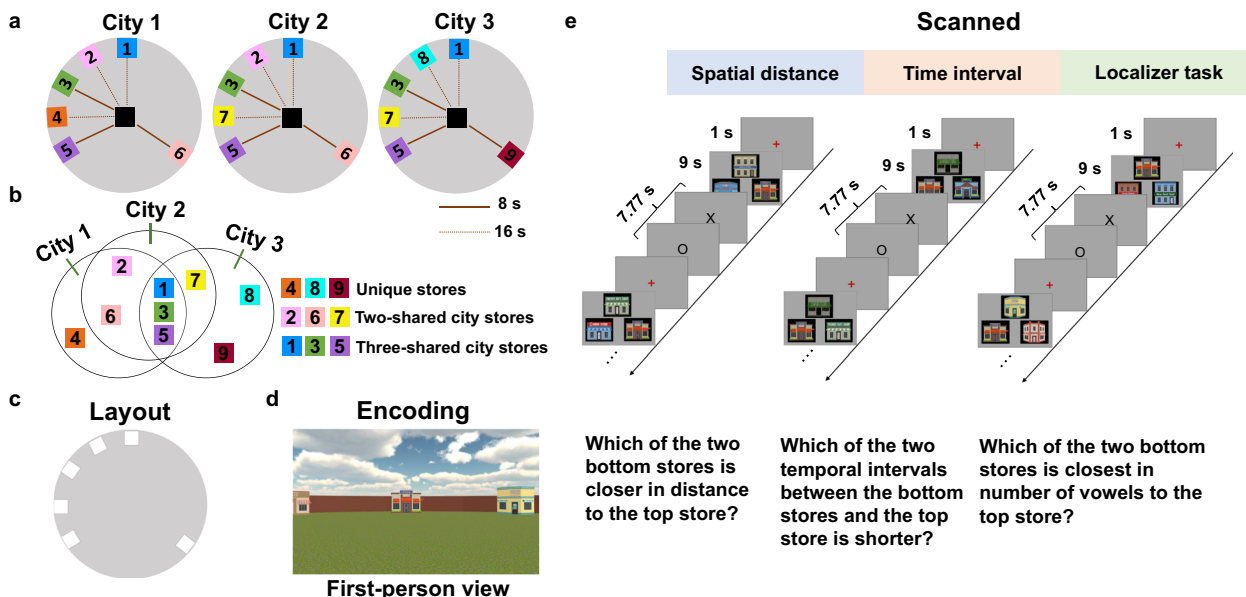 a
City 1
City 2
City 3
1
2
3
4
5
6
1
2
3
7
5
6
1
8
3
7
5
9
8 s
16 s
b
City 1
City 2
City 3
2
6
4
1
3
5
7
8
9
4 8 9 Unique stores
2 6 7 Two-shared city stores
1 3 5 Three-shared city stores
c
Layout
d
Encoding
First-person view
e
Scanned
Spatial distance
Time interval
Localizer task
1 s
9 s
7.77 s
+
X
O
+
...
1 s
9 s
7.77 s
+
X
O
+
...
1 s
9 s
7.77 s
+
X
O
+
...
Which of the two
bottom stores is
closer in distance
to the top store?
Which of the two
temporal intervals
between the bottom
stores and the top
store is shorter?
Which of the two bottom
stores is closest in
number of vowels to the
top store?